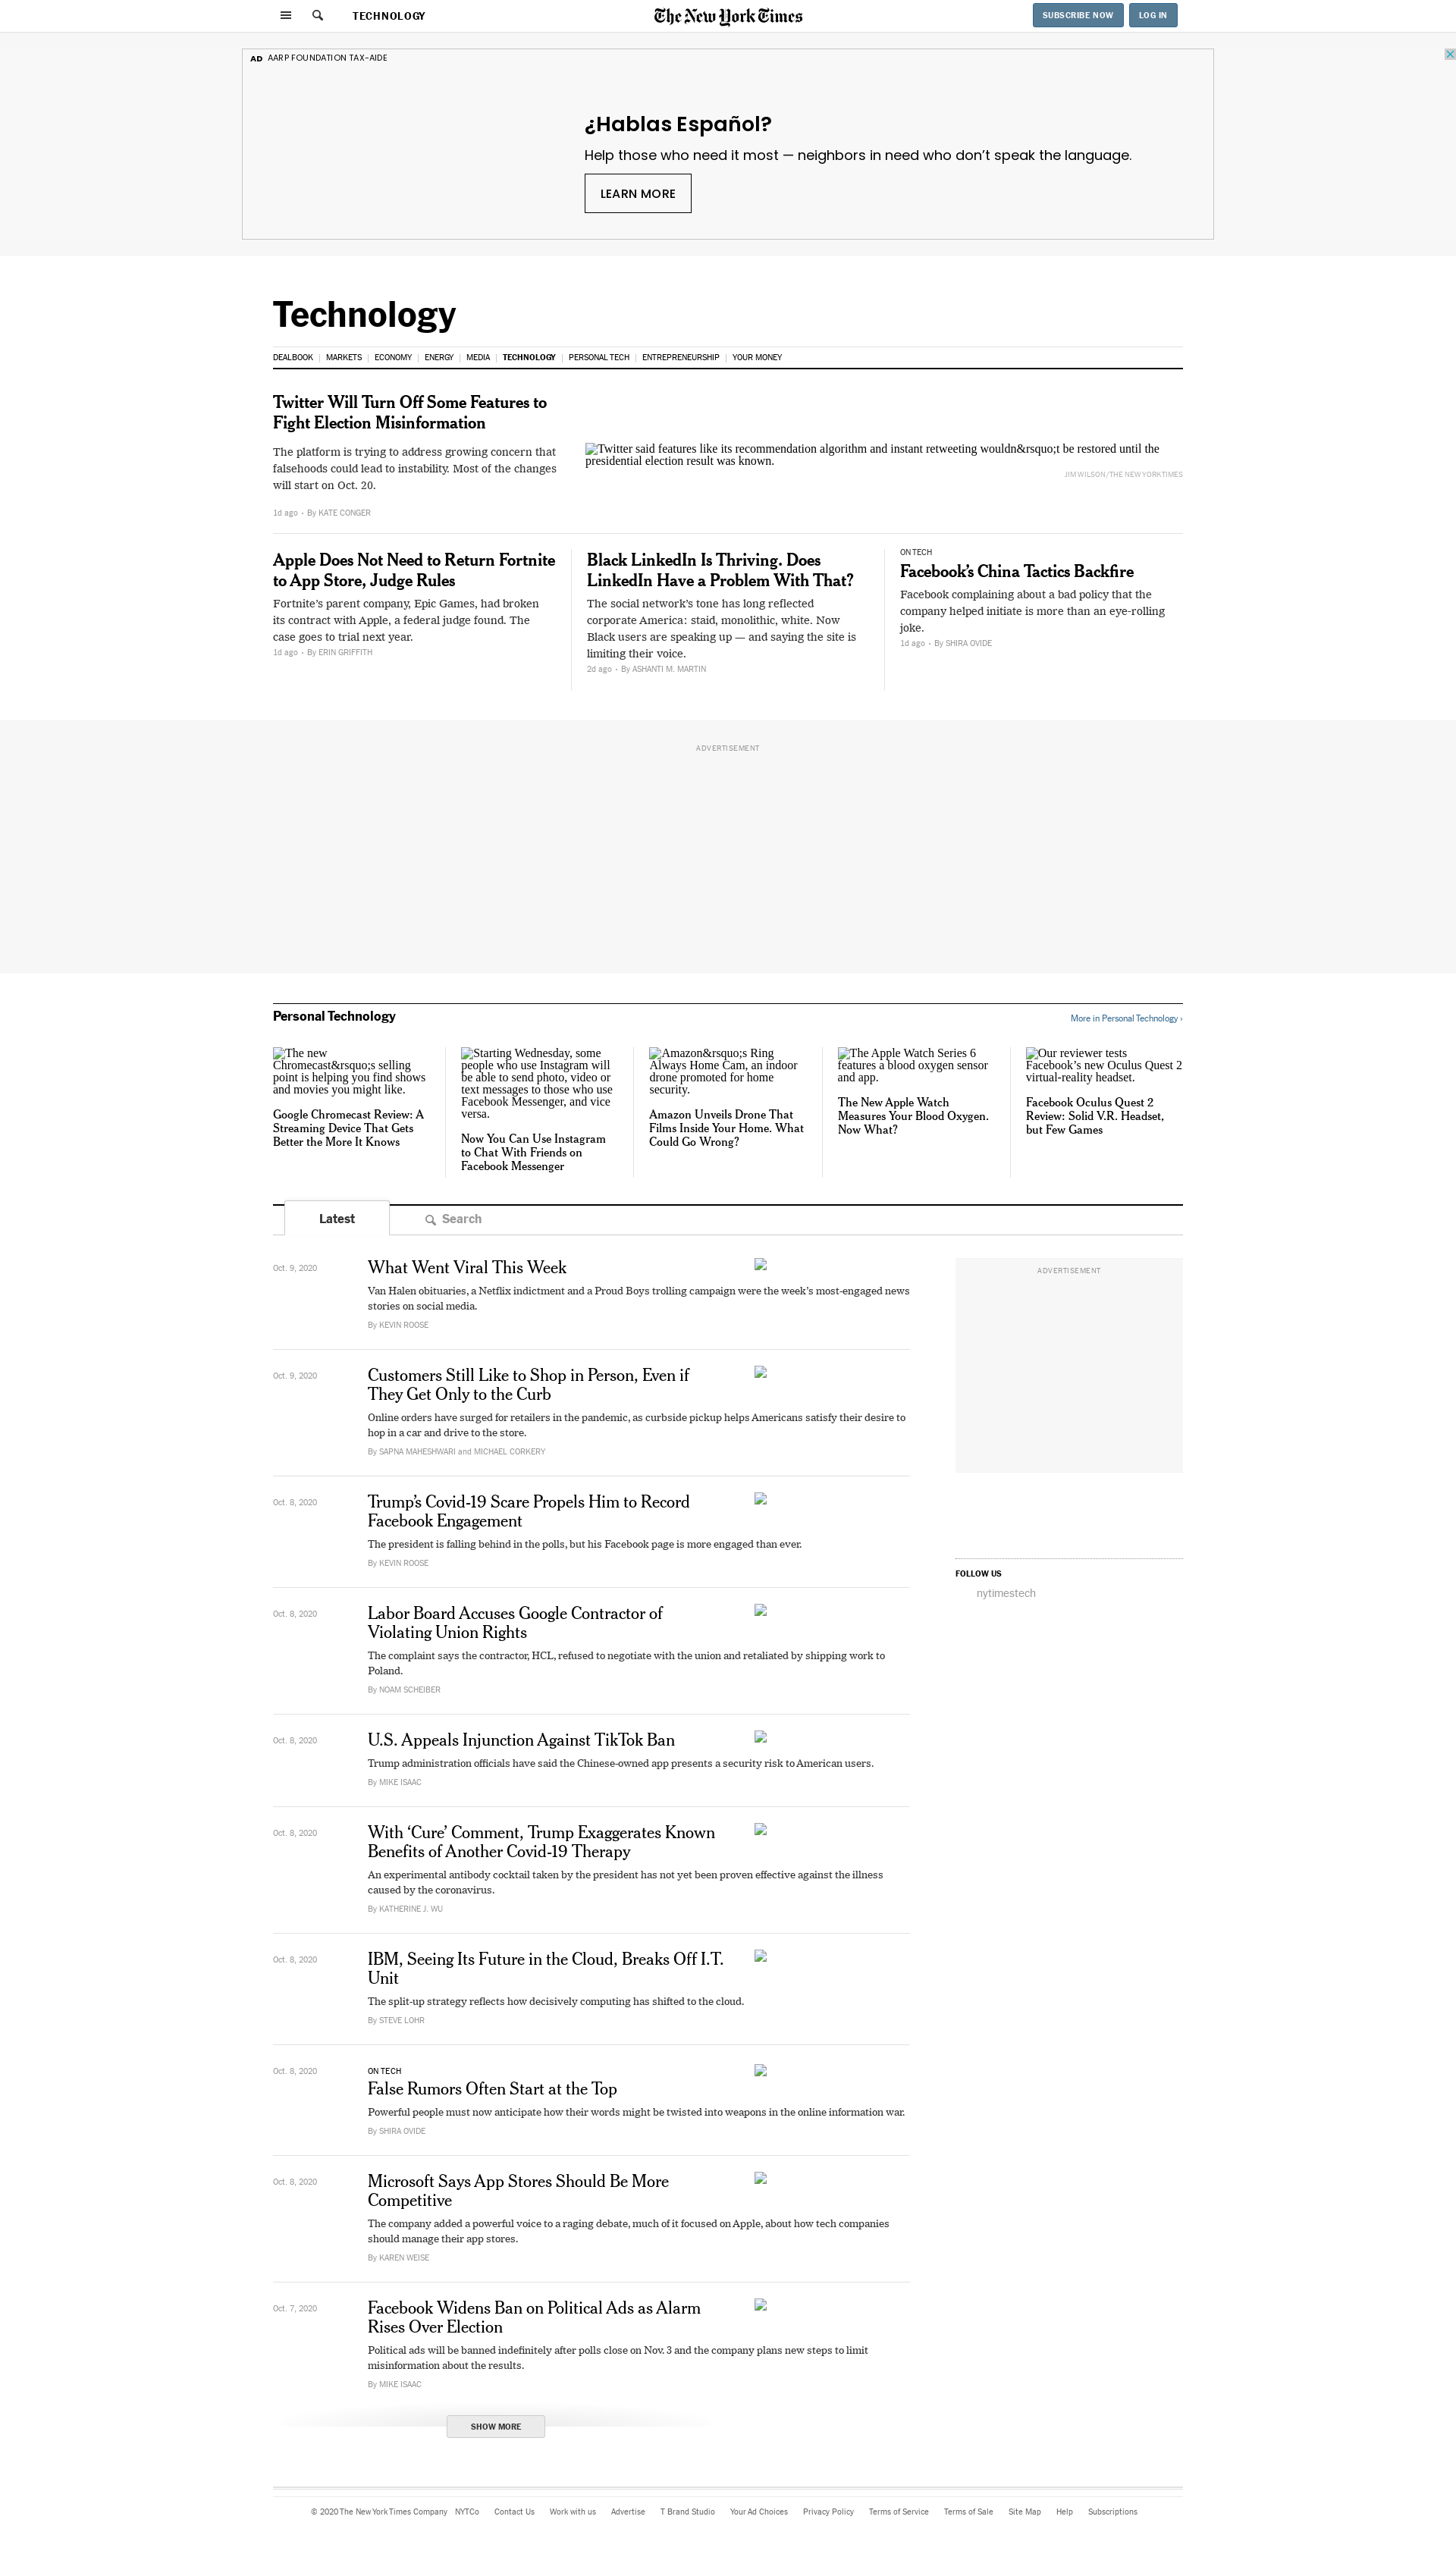 TECHNOLOGY
The New York Times
SUBSCRIBE NOW
LOG IN
AD AARP FOUNDATION TAX-AIDE
¿Hablas Español?
Help those who need it most — neighbors in need who don’t speak the language.
LEARN MORE
Technology
DEALBOOK
MARKETS
ECONOMY
ENERGY
MEDIA
TECHNOLOGY
PERSONAL TECH
ENTREPRENEURSHIP
YOUR MONEY
Twitter Will Turn Off Some Features to
Fight Election Misinformation
The platform is trying to address growing concern that
falsehoods could lead to instability. Most of the changes
will start on Oct. 20.
1d ago • By KATE CONGER
Twitter said features like its recommendation algorithm and instant retweeting wouldn&rsquo;t be restored until the
presidential election result was known.
JIM WILSON/THE NEW YORK TIMES
Apple Does Not Need to Return Fortnite
to App Store, Judge Rules
Fortnite’s parent company, Epic Games, had broken
its contract with Apple, a federal judge found. The
case goes to trial next year.
1d ago • By ERIN GRIFFITH
Black LinkedIn Is Thriving. Does
LinkedIn Have a Problem With That?
The social network’s tone has long reflected
corporate America: staid, monolithic, white. Now
Black users are speaking up — and saying the site is
limiting their voice.
2d ago • By ASHANTI M. MARTIN
ON TECH
Facebook’s China Tactics Backfire
Facebook complaining about a bad policy that the
company helped initiate is more than an eye-rolling
joke.
1d ago • By SHIRA OVIDE
ADVERTISEMENT
Personal Technology
More in Personal Technology ›
The new
Chromecast&rsquo;s selling
point is helping you find shows
and movies you might like.
Google Chromecast Review: A
Streaming Device That Gets
Better the More It Knows
Starting Wednesday, some
people who use Instagram will
be able to send photo, video or
text messages to those who use
Facebook Messenger, and vice
versa.
Now You Can Use Instagram
to Chat With Friends on
Facebook Messenger
Amazon&rsquo;s Ring
Always Home Cam, an indoor
drone promoted for home
security.
Amazon Unveils Drone That
Films Inside Your Home. What
Could Go Wrong?
The Apple Watch Series 6
features a blood oxygen sensor
and app.
The New Apple Watch
Measures Your Blood Oxygen.
Now What?
Our reviewer tests
Facebook’s new Oculus Quest 2
virtual-reality headset.
Facebook Oculus Quest 2
Review: Solid V.R. Headset,
but Few Games
Latest
Search
Oct. 9, 2020
What Went Viral This Week
Van Halen obituaries, a Netflix indictment and a Proud Boys trolling campaign were the week’s most-engaged news
stories on social media.
By KEVIN ROOSE
ADVERTISEMENT
Oct. 9, 2020
Customers Still Like to Shop in Person, Even if
They Get Only to the Curb
Online orders have surged for retailers in the pandemic, as curbside pickup helps Americans satisfy their desire to
hop in a car and drive to the store.
By SAPNA MAHESHWARI and MICHAEL CORKERY
Oct. 8, 2020
Trump’s Covid-19 Scare Propels Him to Record
Facebook Engagement
The president is falling behind in the polls, but his Facebook page is more engaged than ever.
By KEVIN ROOSE
FOLLOW US
nytimestech
Oct. 8, 2020
Labor Board Accuses Google Contractor of
Violating Union Rights
The complaint says the contractor, HCL, refused to negotiate with the union and retaliated by shipping work to
Poland.
By NOAM SCHEIBER
Oct. 8, 2020
U.S. Appeals Injunction Against TikTok Ban
Trump administration officials have said the Chinese-owned app presents a security risk to American users.
By MIKE ISAAC
Oct. 8, 2020
With ‘Cure’ Comment, Trump Exaggerates Known
Benefits of Another Covid-19 Therapy
An experimental antibody cocktail taken by the president has not yet been proven effective against the illness
caused by the coronavirus.
By KATHERINE J. WU
Oct. 8, 2020
IBM, Seeing Its Future in the Cloud, Breaks Off I.T.
Unit
The split-up strategy reflects how decisively computing has shifted to the cloud.
By STEVE LOHR
Oct. 8, 2020
ON TECH
False Rumors Often Start at the Top
Powerful people must now anticipate how their words might be twisted into weapons in the online information war.
By SHIRA OVIDE
Oct. 8, 2020
Microsoft Says App Stores Should Be More
Competitive
The company added a powerful voice to a raging debate, much of it focused on Apple, about how tech companies
should manage their app stores.
By KAREN WEISE
Oct. 7, 2020
Facebook Widens Ban on Political Ads as Alarm
Rises Over Election
Political ads will be banned indefinitely after polls close on Nov. 3 and the company plans new steps to limit
misinformation about the results.
By MIKE ISAAC
SHOW MORE
© 2020 The New York Times Company NYTCo Contact Us Work with us Advertise T Brand Studio Your Ad Choices Privacy Policy Terms of Service Terms of Sale Site Map Help Subscriptions